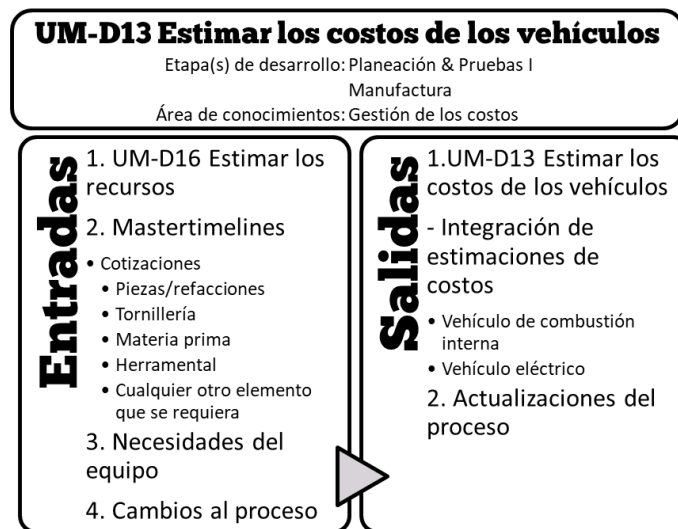 UM-D13 Estimar los costos de los vehículos
Etapa(s) de desarrollo: Planeación & Pruebas I
Manufactura
Área de conocimientos: Gestión de los costos
Entradas
1. UM-D16 Estimar los
recursos
2. Mastertimelines
• Cotizaciones
• Piezas/refacciones
• Tornillería
• Materia prima
• Herramental
• Cualquier otro elemento
que se requiera
3. Necesidades del
equipo
4. Cambios al proceso
Salidas
1.UM-D13 Estimar los
costos de los vehículos
- Integración de
estimaciones de
costos
• Vehículo de combustión
interna
• Vehículo eléctrico
2. Actualizaciones del
proceso